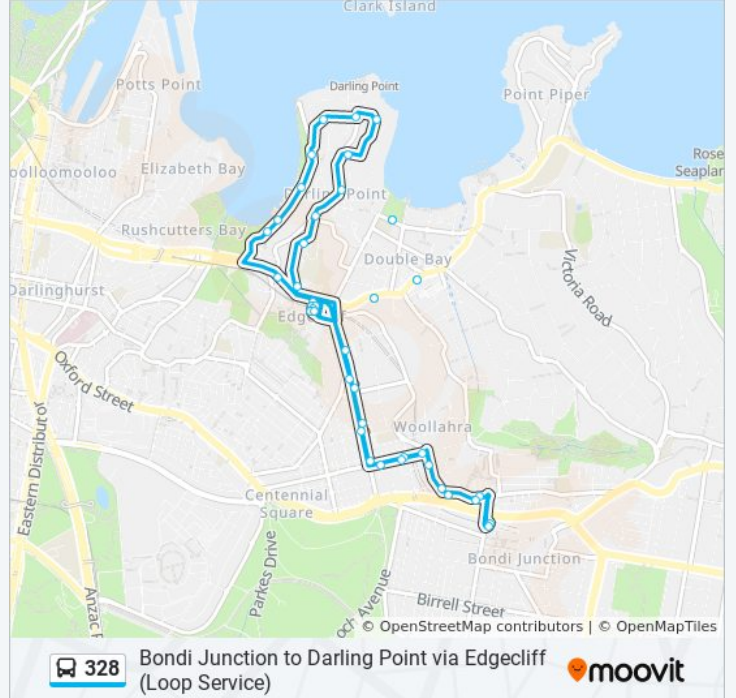 Clark Island
Darling Point
Potts Point
Point Piper
Rose
Seaplar
oolloomooloo
Elizabeth Bay
Darling Point
Rushcutters Bay
Double Bay
Victoria Road
Darlinghurst
Edge
Oxford Street
Eastern Distributor
Woollahra
Centennial
Square
Parkes Drive
Bondi Junction
Anzac P
och Avenue
Birrell Street
© OpenStreetMap contributors | © OpenMapTiles
328
Bondi Junction to Darling Point via Edgecliff
(Loop Service)
moovit